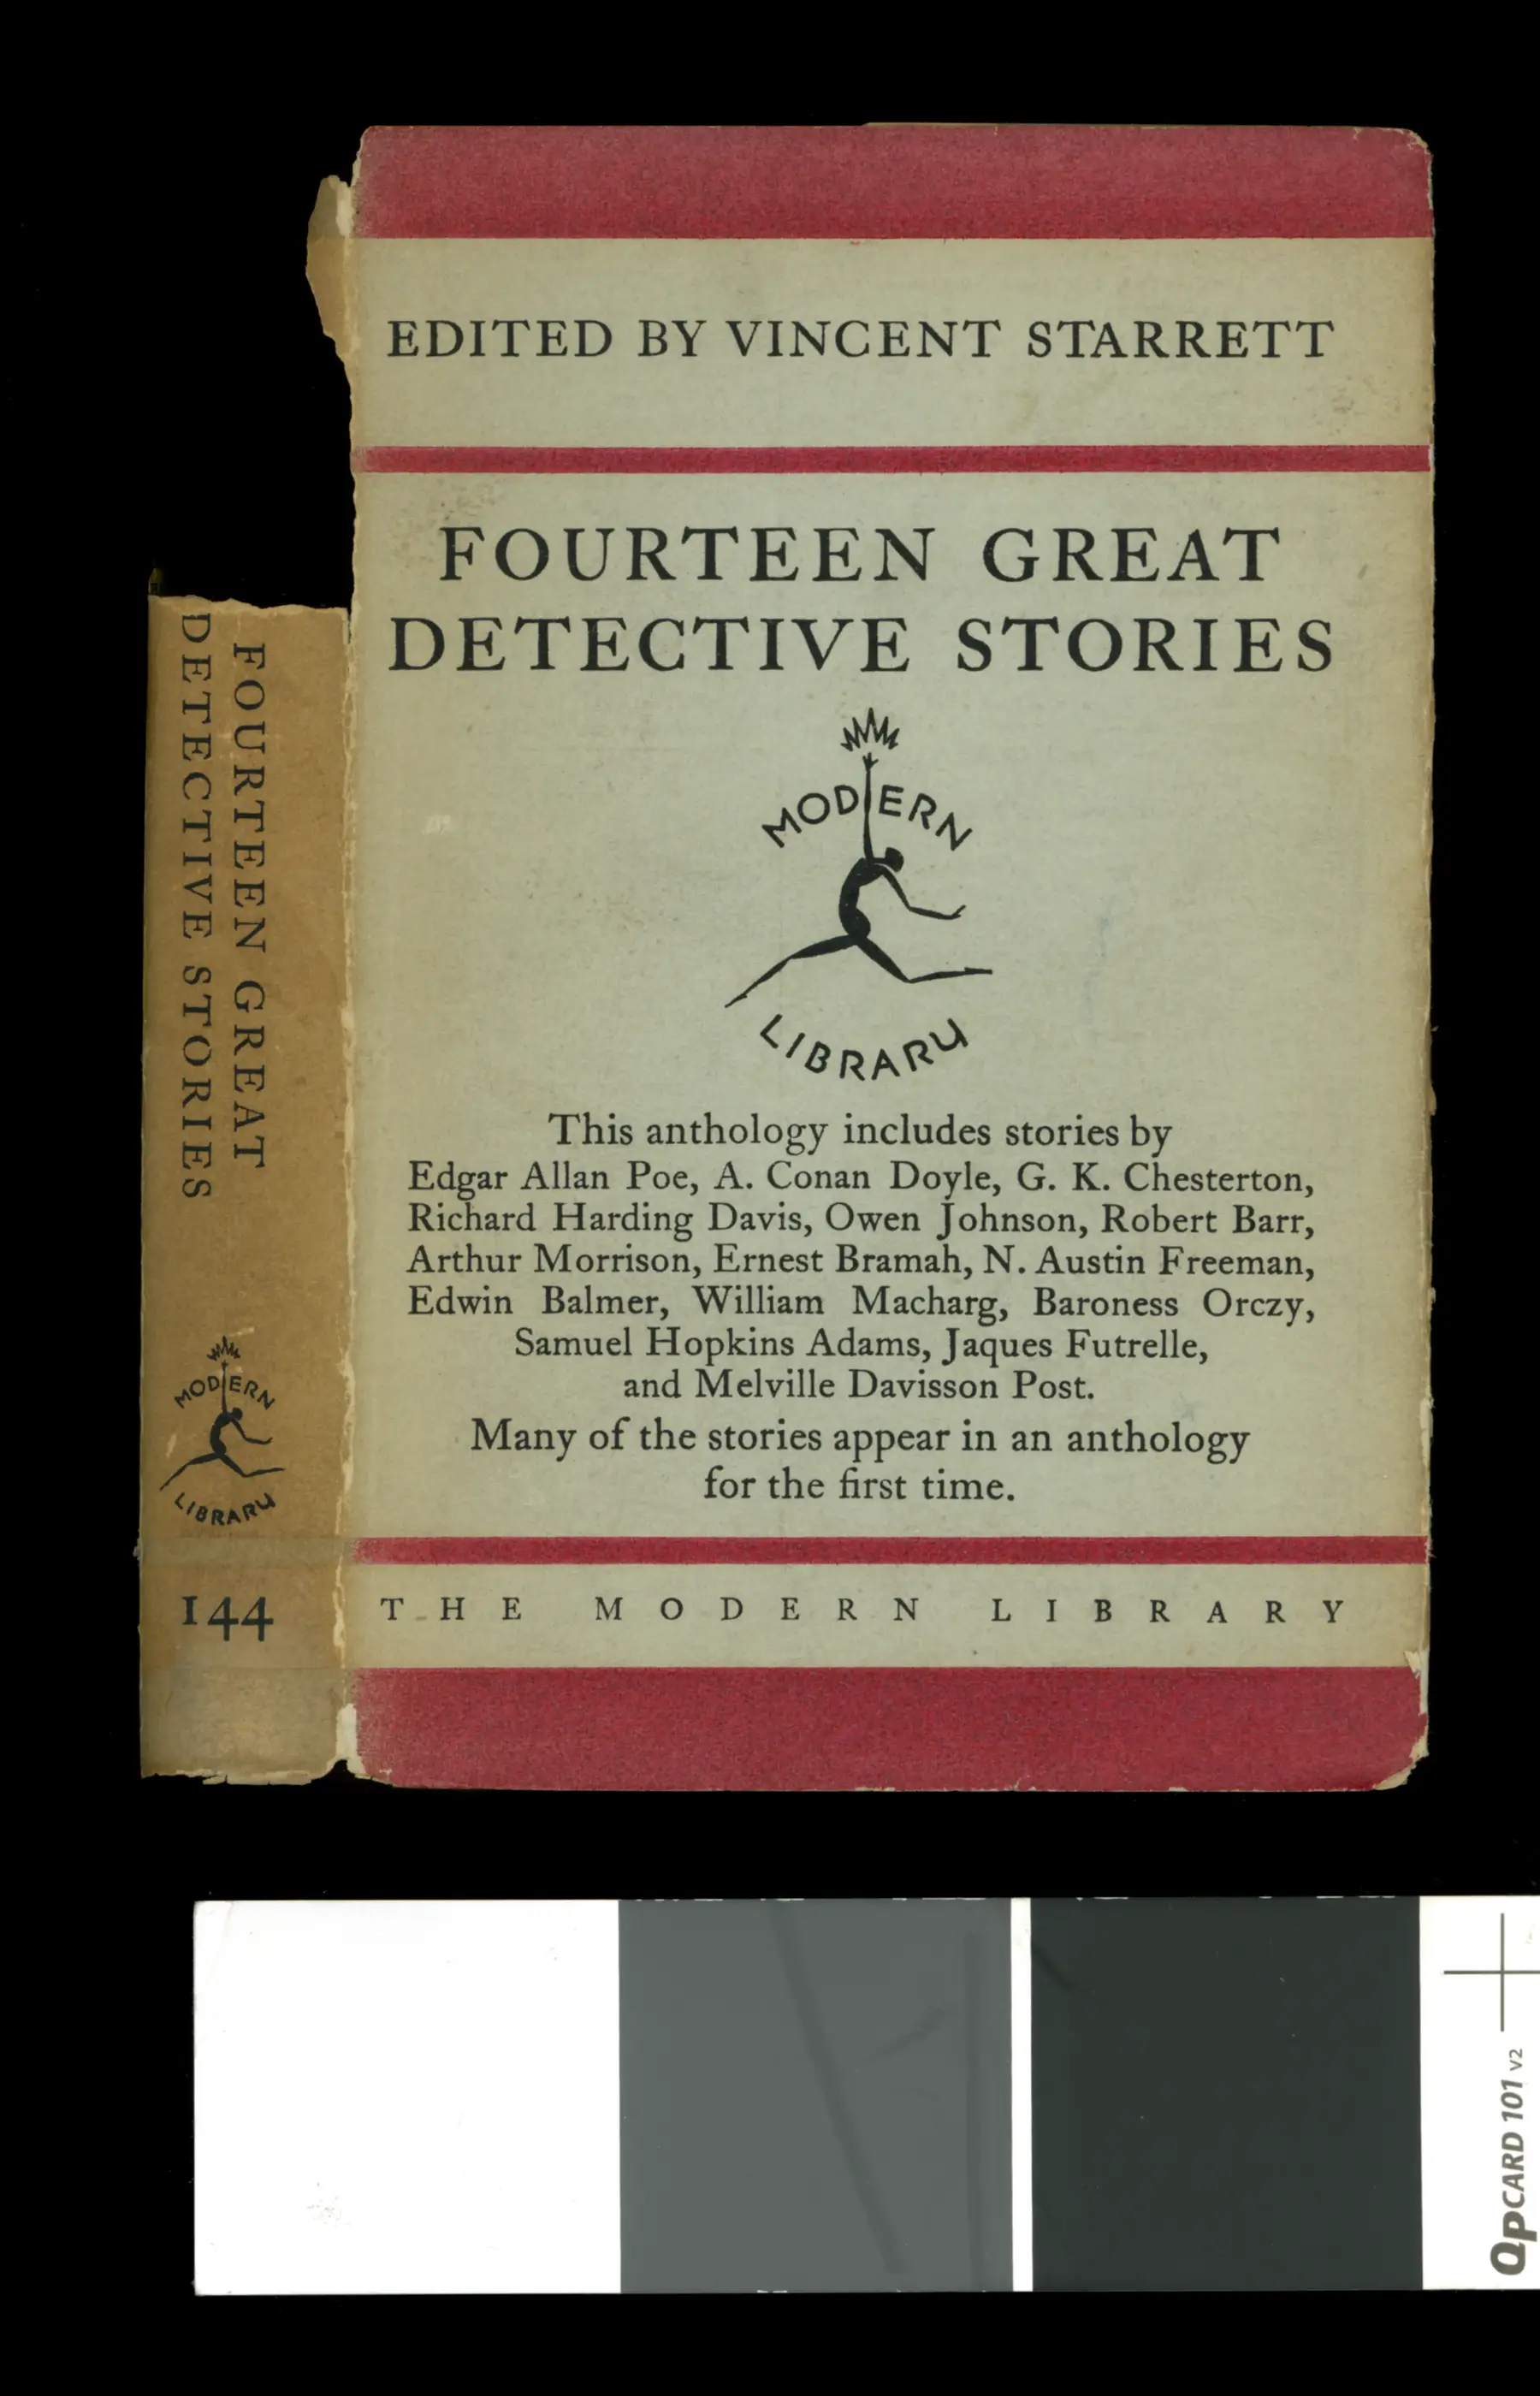 EDITED BY VINCENT STARRETT
FOURTEEN GREAT
DETECTIVE STORIES
MODERN
LIBRARY
This anthology includes stories by
Edgar Allan Poe, A. Conan Doyle, G. K. Chesterton,
Richard Harding Davis, Owen Johnson, Robert Barr,
Arthur Morrison, Ernest Bramah, N. Austin Freeman,
Edwin Balmer, William Macharg, Baroness Orczy,
Samuel Hopkins Adams, Jaques Futrelle,
and Melville Davisson Post.
Many of the stories appear in an anthology
for the first time.
THE MODERN LIBRARY
FOURTEEN GREAT
DETECTIVE STORIES
MODERN
LIBRARY
144
QPCARD 101 v2